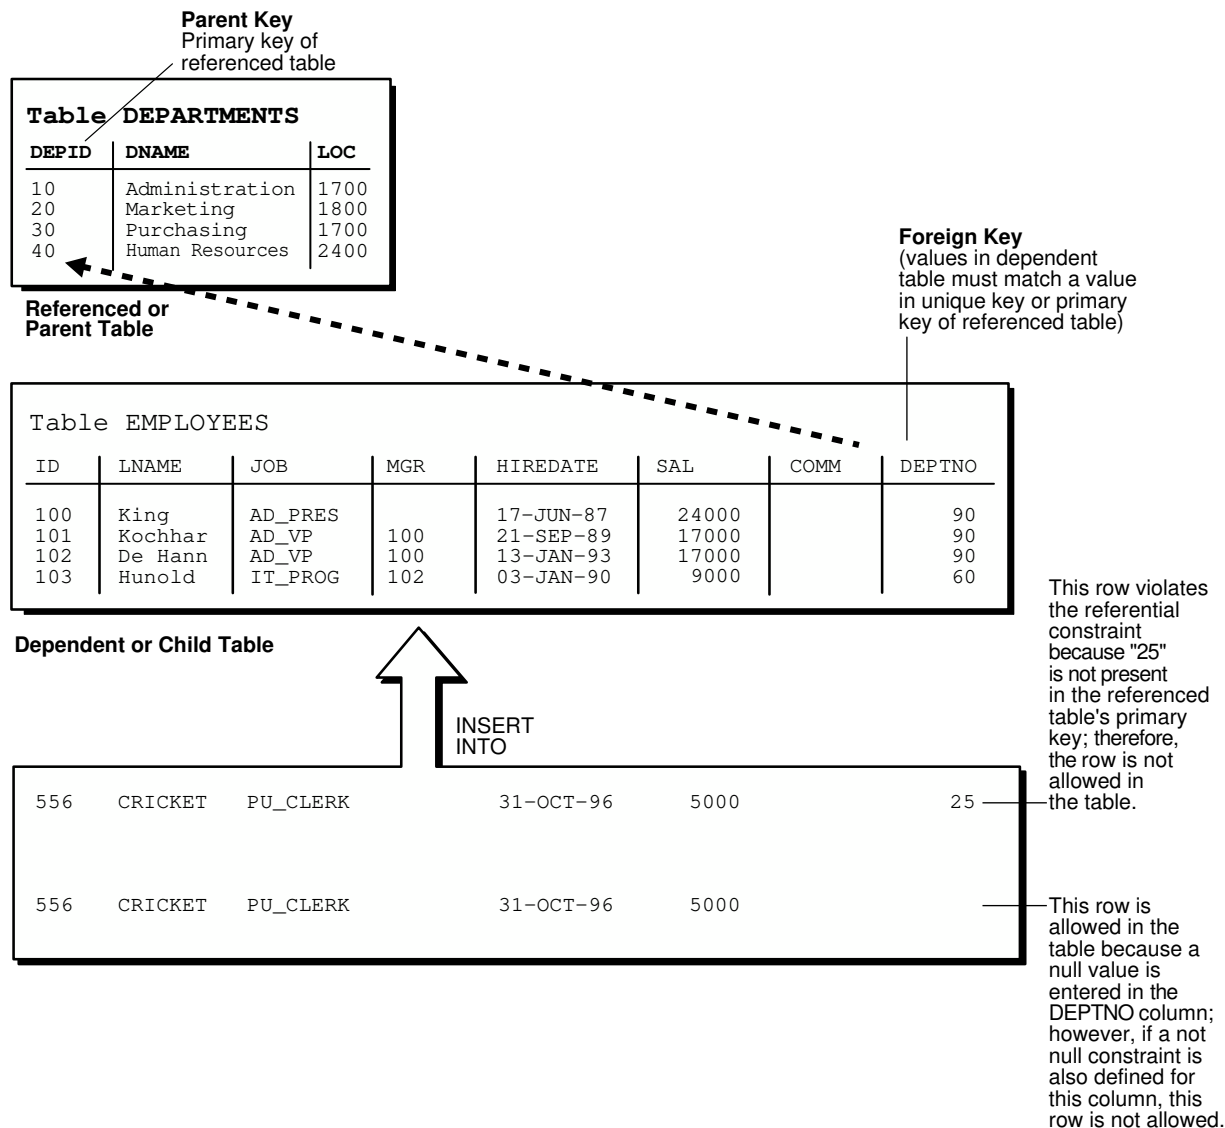 Parent Key
Primary key of
referenced table
Table DEPARTMENTS
DEPID DNAME LOC
10 Administration 1700
20 Marketing 1800
30 Purchasing 1700
40 Human Resources 2400
Referenced or
Parent Table
Foreign Key
(values in dependent
table must match a value
in unique key or primary
key of referenced table)
Table EMPLOYEES
ID LNAME JOB MGR HIREDATE SAL COMM DEPTNO
100 King AD_PRES 17-JUN-87 24000 90
101 Kochhar AD_VP 100 21-SEP-89 17000 90
102 De Hann AD_VP 100 13-JAN-93 17000 90
103 Hunold IT_PROG 102 03-JAN-90 9000 60
Dependent or Child Table
INSERT
INTO
556 CRICKET PU_CLERK 31-OCT-96 5000 25
This row violates
the referential
constraint
because "25"
is not present
in the referenced
table's primary
key; therefore,
the row is not
allowed in
the table.
556 CRICKET PU_CLERK 31-OCT-96 5000
This row is
allowed in the
table because a
null value is
entered in the
DEPTNO column;
however, if a not
null constraint is
also defined for
this column, this
row is not allowed.